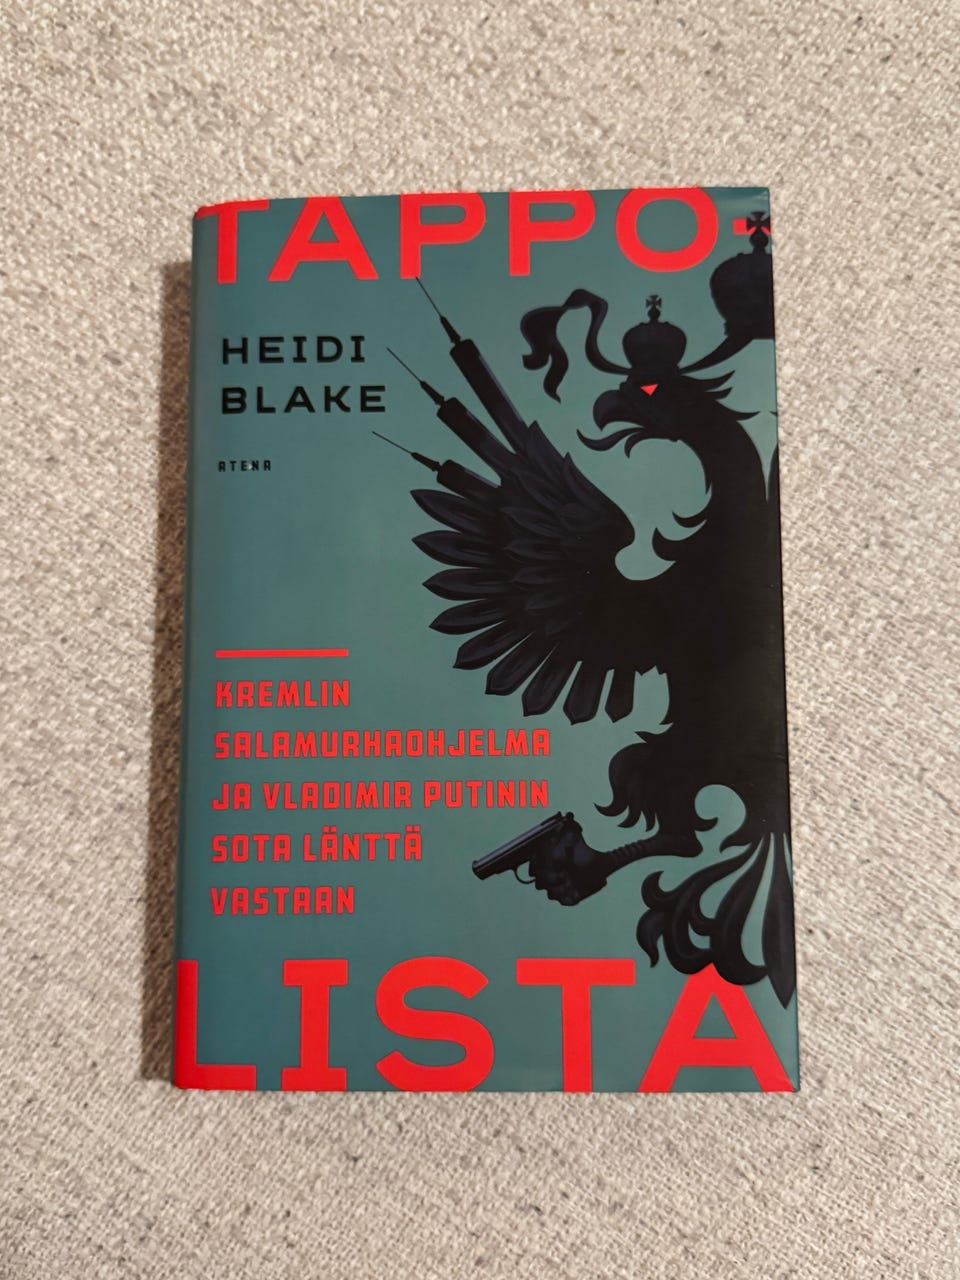 TAPPO-
HEIDI
BLAKE
ATENA
KREMLIN
SALAMURHAOHJELMA
JA VLADIMIR PUTININ
SOTA LÄNTTÄ
VASTAAN
LISTA